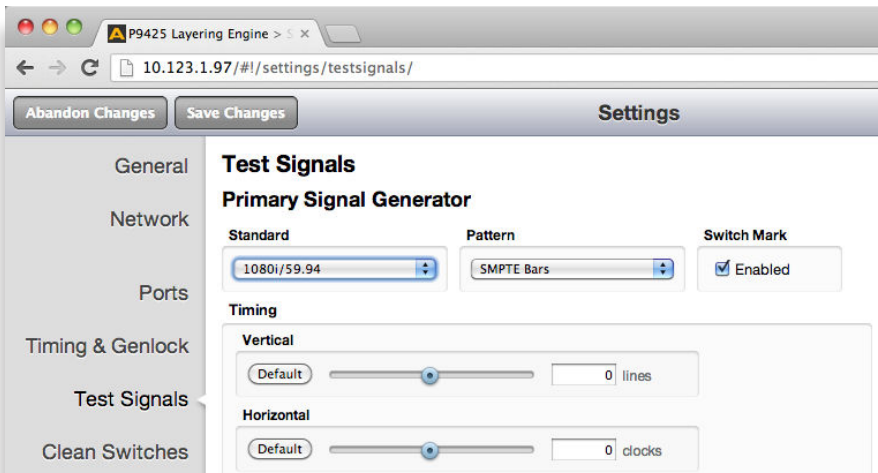 P9425 Layering Engine >
10.123.1.97/#!/settings/testsignals/
Abandon Changes
Save Changes
Settings
General
Network
Ports
Timing & Genlock
Test Signals
Clean Switches
Test Signals
Primary Signal Generator
Standard
Pattern
Switch Mark
1080i/59.94
SMPTE Bars
Enabled
Timing
Vertical
Default
0 lines
Horizontal
Default
0 clocks